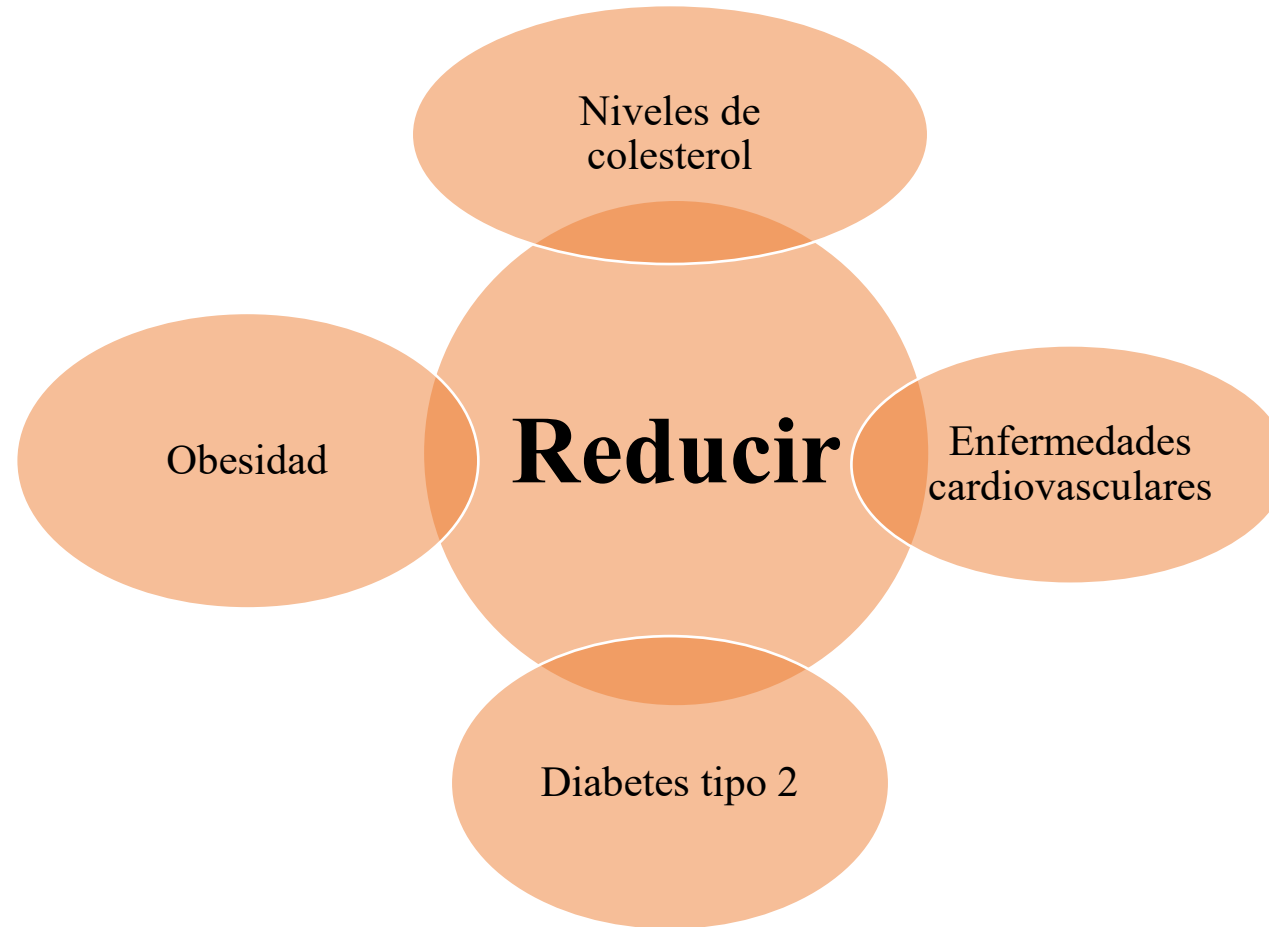 Niveles de
colesterol
Obesidad
Reducir
Enfermedades
cardiovasculares
Diabetes tipo 2